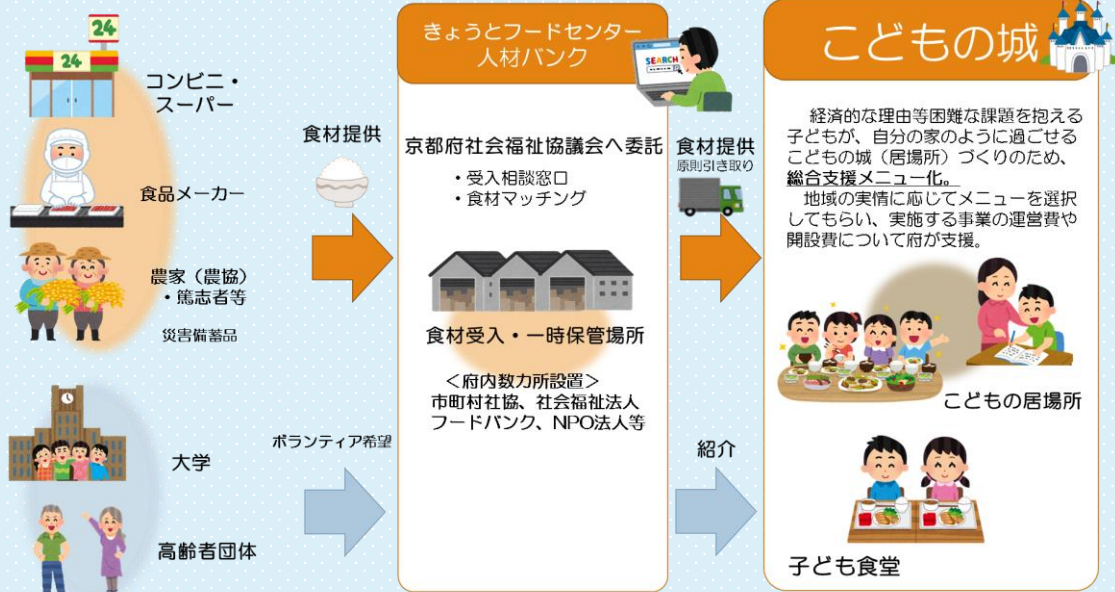 24
24
コンビニ・
スーパー
食品メーカー
農家（農協）
・篤志者等
災害備蓄品
大学
高齢者団体
食材提供
ボランティア希望
きょうとフードセンター
人材バンク
SEARCH
京都府社会福祉協議会へ委託
・受入相談窓口
・食材マッチング
食材受入・一時保管場所
＜府内数カ所設置＞
市町村社協、社会福祉法人
フードバンク、NPO法人等
食材提供
原則引き取り
紹介
こどもの城
経済的な理由等困難な課題を抱える
子どもが、自分の家のように過ごせる
こどもの城（居場所）づくりのため、
総合支援メニュー化。
地域の実情に応じてメニューを選択
してもらい、実施する事業の運営費や
開設費について府が支援。
こどもの居場所
子ども食堂